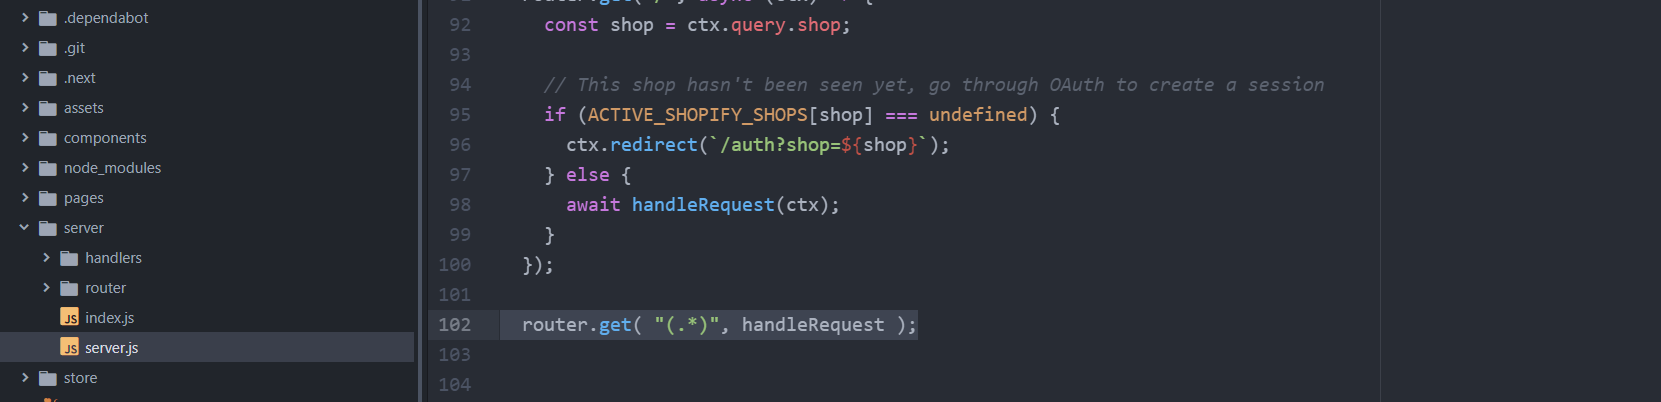 .dependabot
.git
.next
assets
components
node_modules
pages
server
handlers
router
JS index.js
JS server.js
store
92 const shop = ctx.query.shop;
93
94 // This shop hasn't been seen yet, go through OAuth to create a session
95 if (ACTIVE_SHOPIFY_SHOPS[shop] === undefined) {
96 ctx.redirect(`/auth?shop=${shop}`);
97 } else {
98 await handleRequest(ctx);
99 }
100 });
101
102 router.get( "(.*)", handleRequest );
103
104